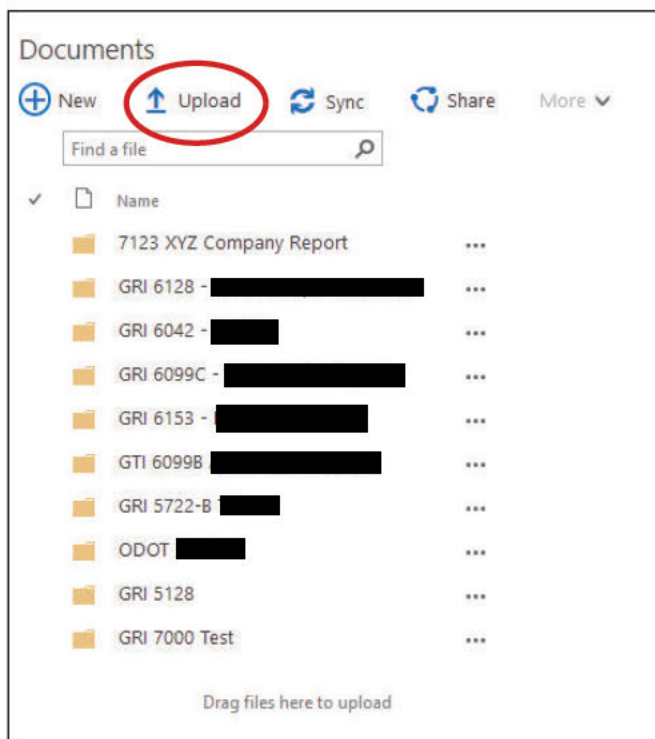 Documents
New Upload Sync Share More
Find a file
Name
7123 XYZ Company Report ...
GRI 6128 - ...
GRI 6042 - ...
GRI 6099C - ...
GRI 6153 - ...
GTI 6099B ...
GRI 5722-B ...
ODOT ...
GRI 5128 ...
GRI 7000 Test ...
Drag files here to upload